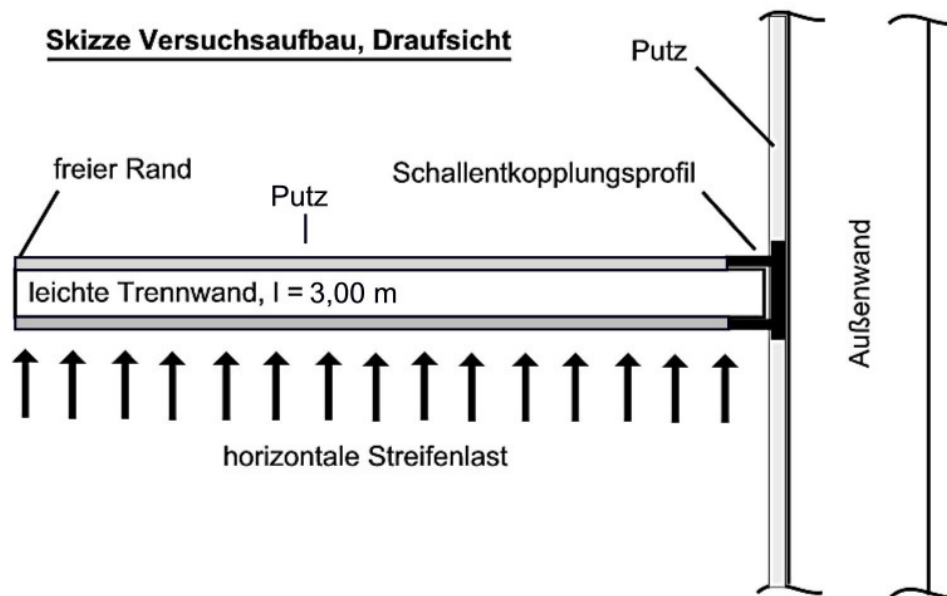 Skizze Versuchsaufbau, Draufsicht
Putz
freier Rand
Putz
Schallentkopplungsprofil
leichte Trennwand, l = 3,00 m
Außenwand
horizontale Streifenlast